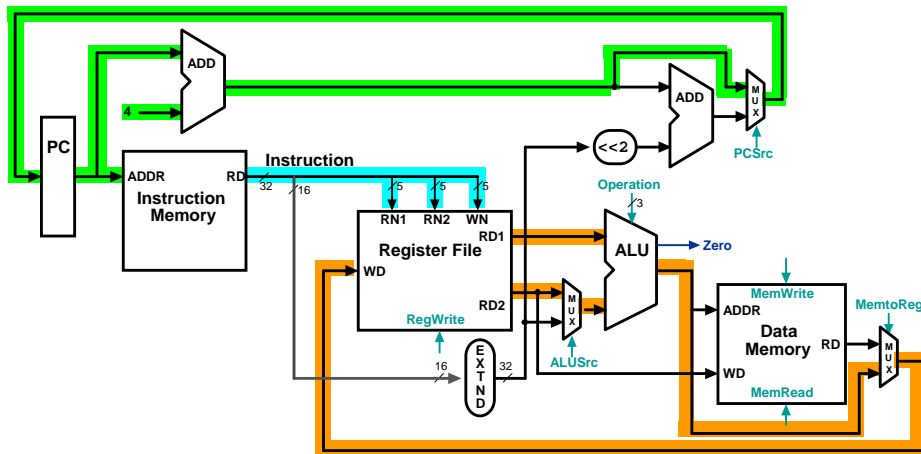 ADD
4
PC
ADD
M
U
X
PCSrc
<<2
Instruction
ADDR
RD
32
16
5
5
5
Instruction
Memory
RN1
RN2
WN
Register File
RD1
WD
RD2
RegWrite
Operation
3
ALU
Zero
M
U
X
ALUSrc
16
E
X
T
N
D
32
MemWrite
ADDR
Data
Memory
RD
WD
MemRead
MemtoReg
M
U
X